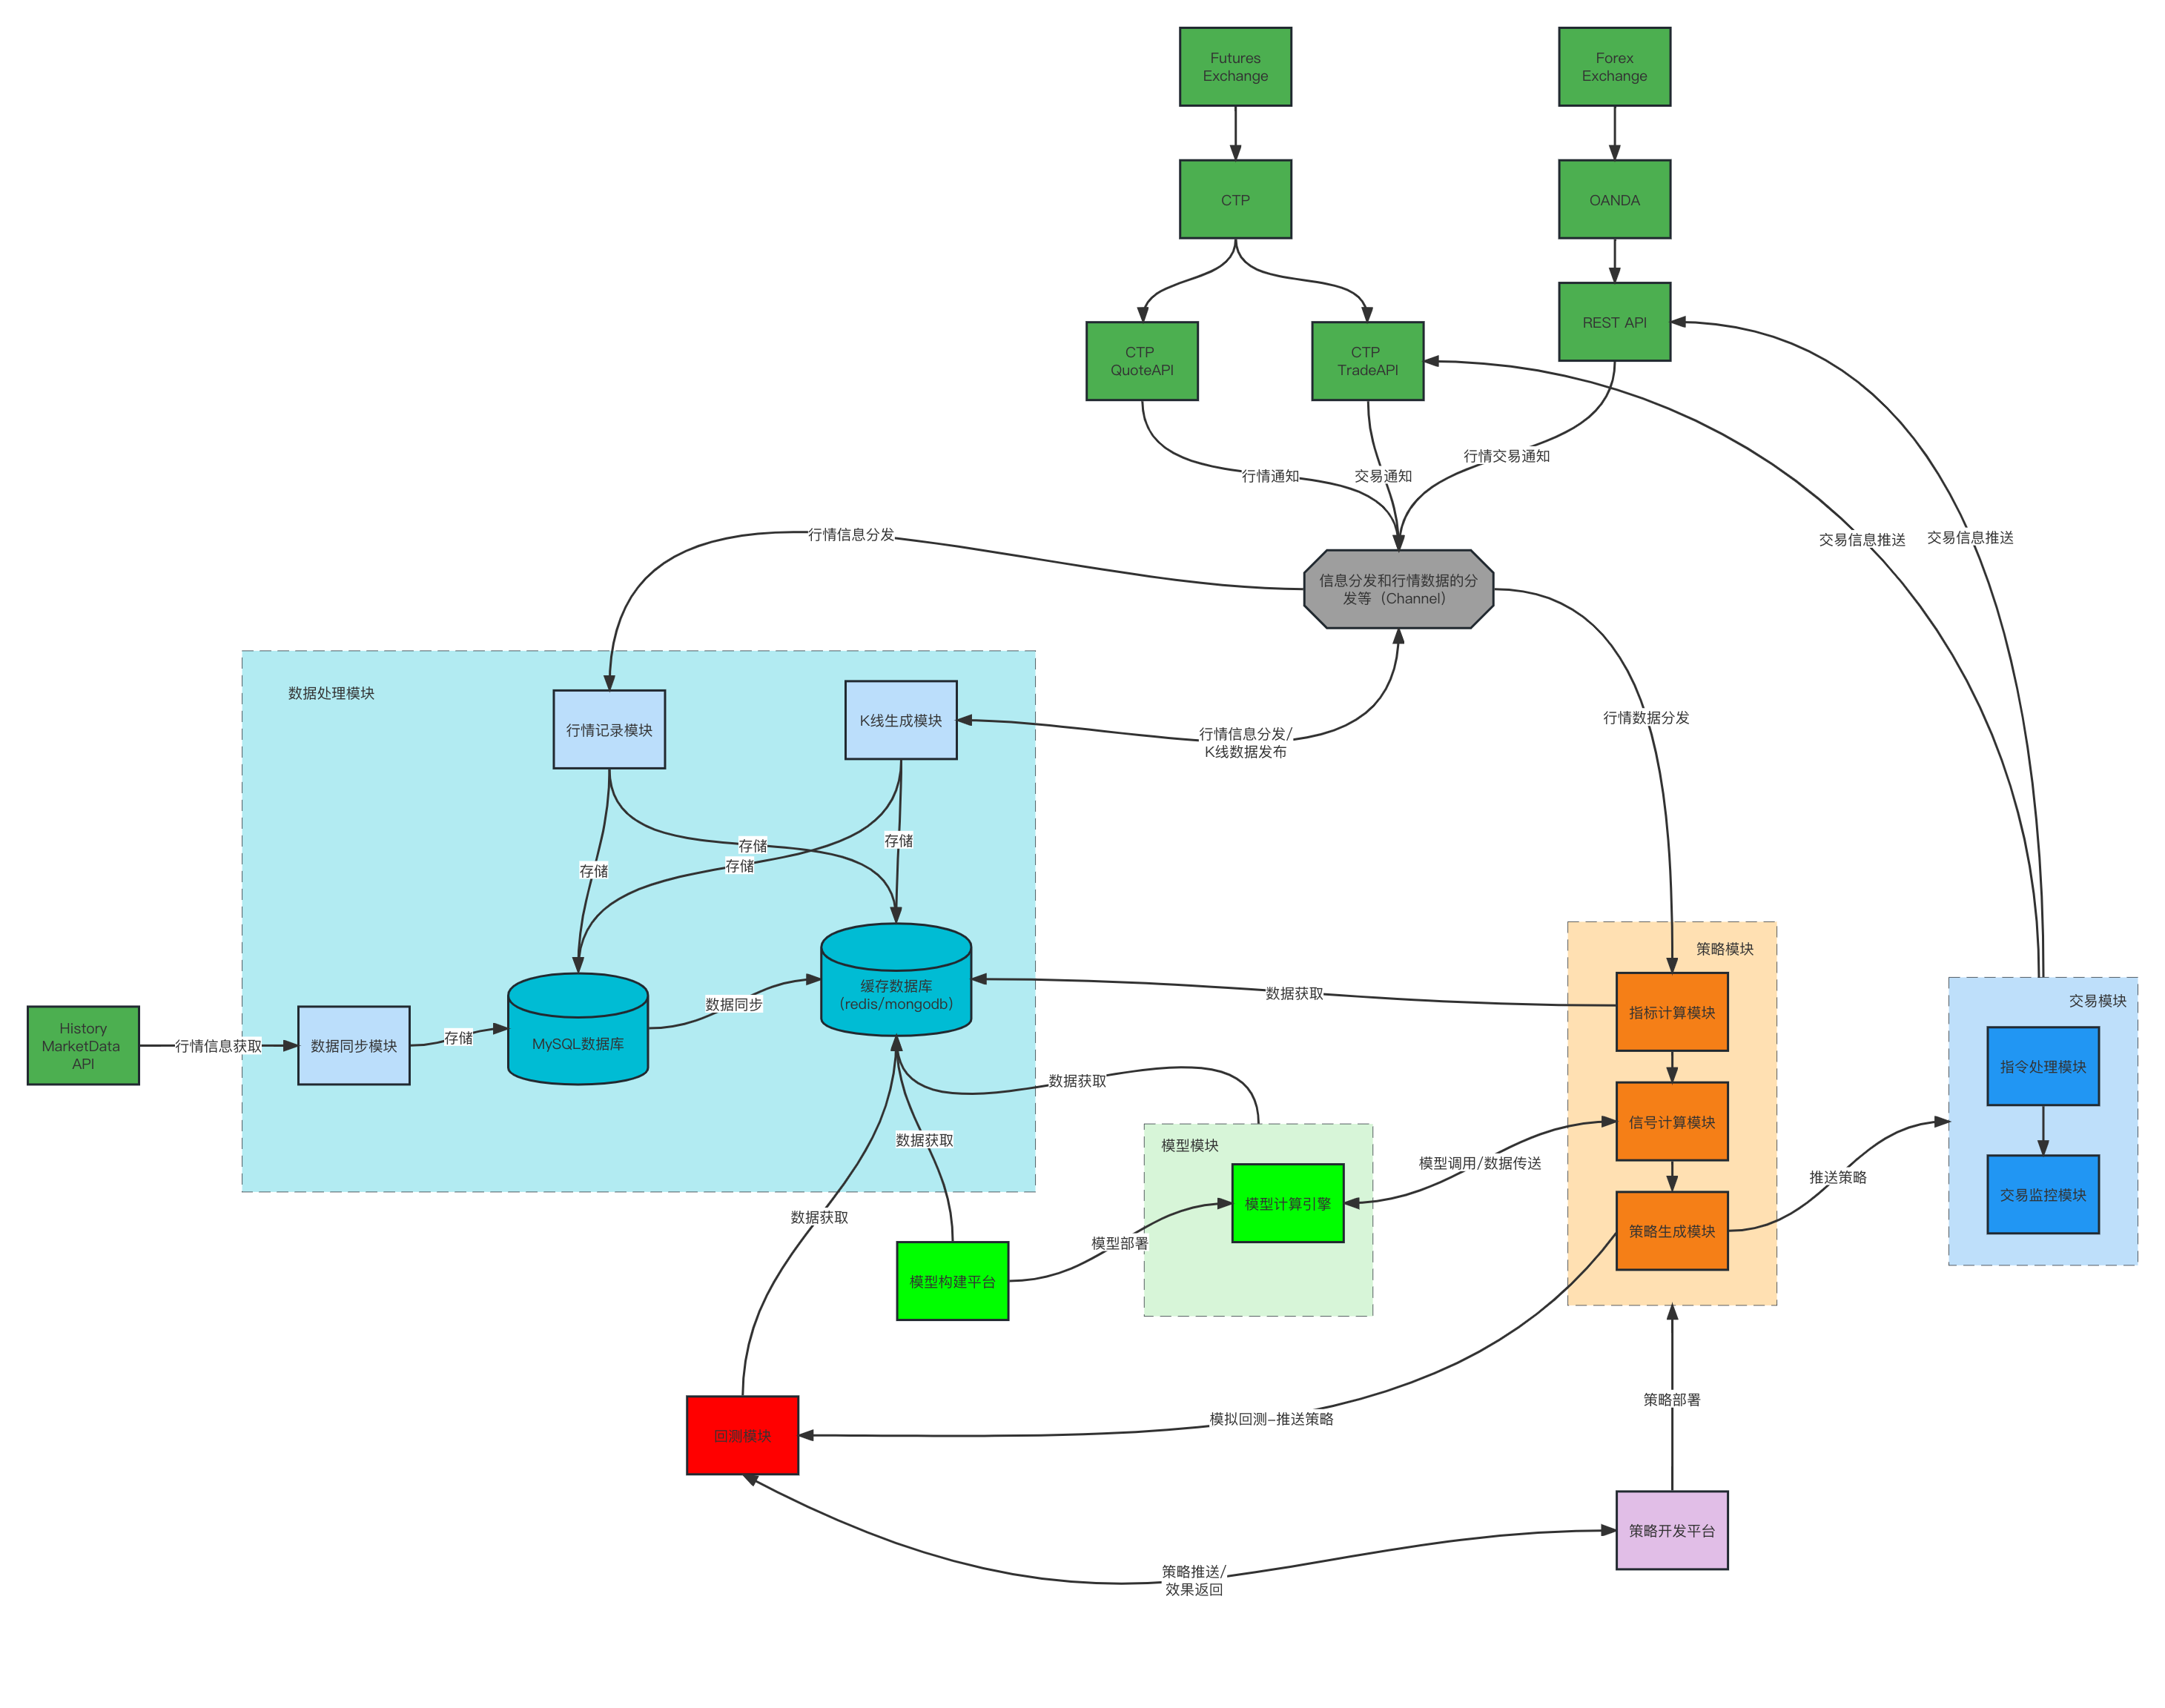 Futures
Exchange
Forex
Exchange
CTP
OANDA
REST API
CTP
QuoteAPI
CTP
TradeAPI
行情通知
交易通知
行情交易通知
行情信息分发
交易信息推送
交易信息推送
信息分发和行情数据的分
发等（Channel）
数据处理模块
行情记录模块
K线生成模块
行情信息分发/
K线数据发布
行情数据分发
存储
存储
存储
存储
策略模块
缓存数据库
（redis/mongodb）
数据获取
数据同步
指标计算模块
交易模块
History
MarketData
API
行情信息获取
数据同步模块
存储
MySQL数据库
指令处理模块
数据获取
数据获取
模型模块
信号计算模块
模型调用/数据传送
推送策略
交易监控模块
数据获取
模型计算引擎
策略生成模块
模型部署
模型构建平台
策略部署
模拟回测-推送策略
回测模块
策略开发平台
策略推送/
效果返回